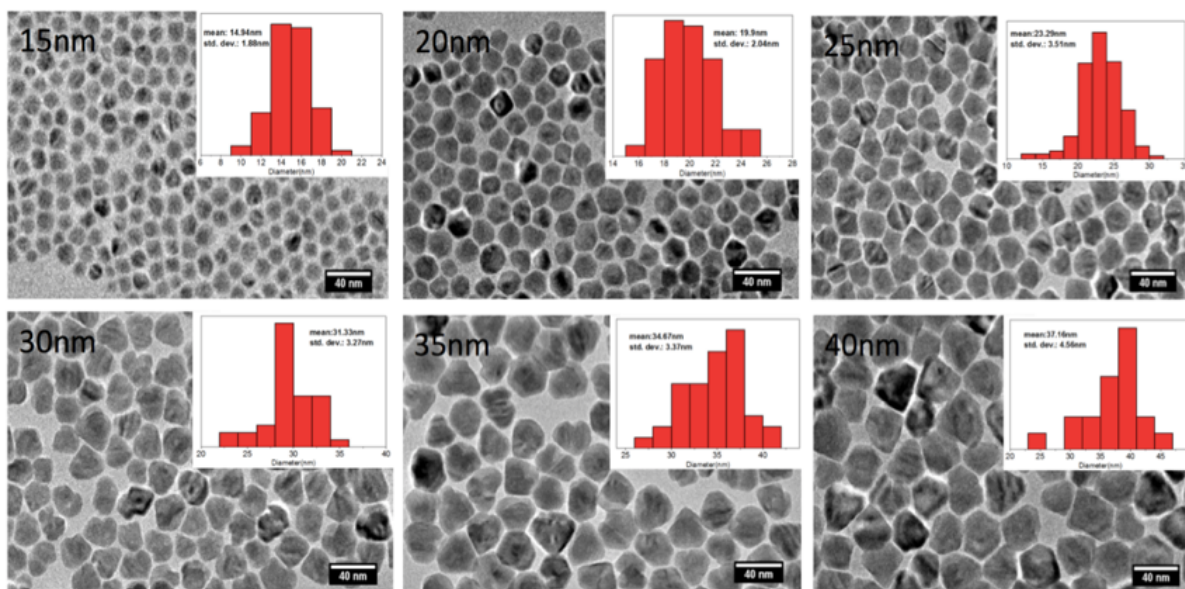 15nm
mean: 14.94nm
std. dev.: 1.88nm
6 8 10 12 14 16 18 20 22 24
Diameter(nm)
40 nm
20nm
mean: 19.9nm
std. dev.: 2.04nm
14 16 18 20 22 24 26 28
Diameter(nm)
40 nm
25nm
mean:23.29nm
std. dev.: 3.51nm
10 15 20 25 30
Diameter(nm)
40 nm
30nm
mean:31.33nm
std. dev.: 3.27nm
20 25 30 35 40
Diameter(nm)
40 nm
35nm
mean:34.67nm
std. dev.: 3.37nm
25 30 35 40
Diameter(nm)
40 nm
40nm
mean:37.16nm
std. dev.: 4.56nm
20 25 30 35 40 45
Diameter(nm)
40 nm